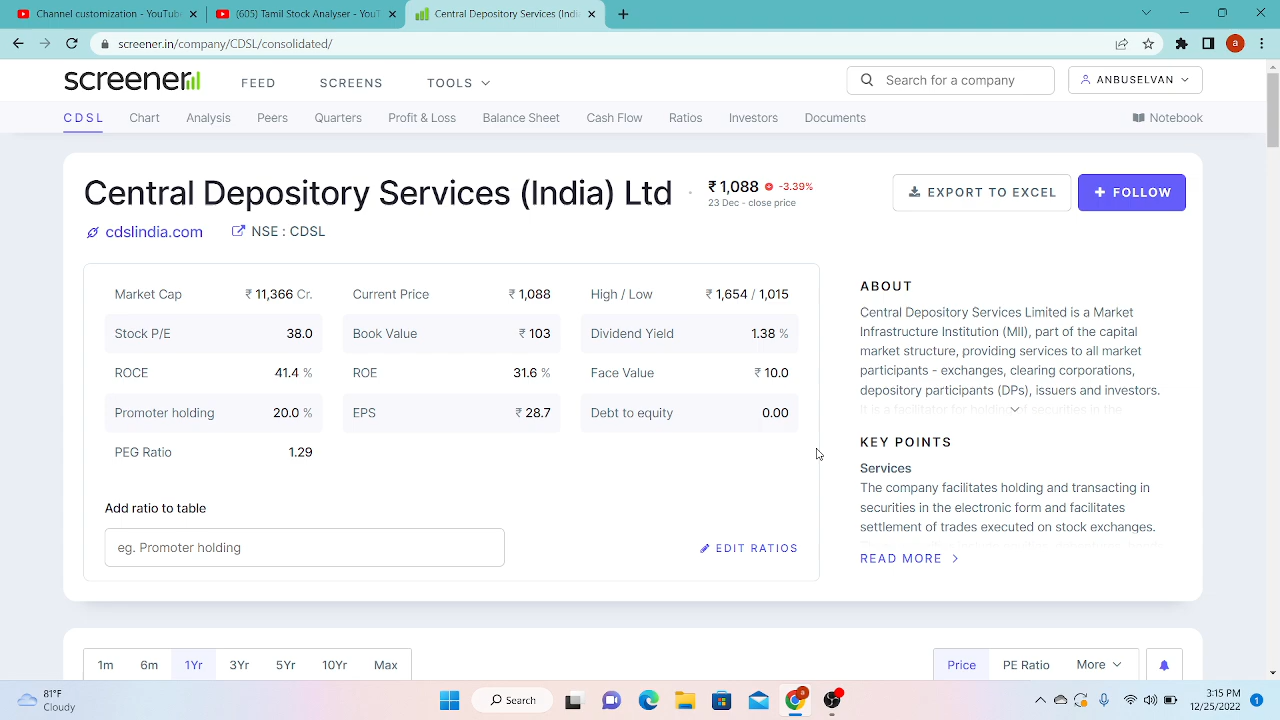 Channel customization - YouTube
(605) Tamil Stock Analyser - YouT
Central Depository Services (Indi
screener.in/company/CDSL/consolidated/
screener
FEED
SCREENS
TOOLS
Search for a company
ANBUSELVAN
CDSL
Chart
Analysis
Peers
Quarters
Profit & Loss
Balance Sheet
Cash Flow
Ratios
Investors
Documents
Notebook
Central Depository Services (India) Ltd
₹ 1,088 -3.39%
23 Dec - close price
EXPORT TO EXCEL
+ FOLLOW
cdslindia.com
NSE : CDSL
Market Cap ₹ 11,366 Cr.
Current Price ₹ 1,088
High / Low ₹ 1,654 / 1,015
Stock P/E 38.0
Book Value ₹ 103
Dividend Yield 1.38 %
ROCE 41.4 %
ROE 31.6 %
Face Value ₹ 10.0
Promoter holding 20.0 %
EPS ₹ 28.7
Debt to equity 0.00
PEG Ratio 1.29
Add ratio to table
eg. Promoter holding
EDIT RATIOS
ABOUT
Central Depository Services Limited is a Market
Infrastructure Institution (MII), part of the capital
market structure, providing services to all market
participants - exchanges, clearing corporations,
depository participants (DPs), issuers and investors.
It is a facilitator for holding of securities in the
KEY POINTS
Services
The company facilitates holding and transacting in
securities in the electronic form and facilitates
settlement of trades executed on stock exchanges.
READ MORE
1m
6m
1Yr
3Yr
5Yr
10Yr
Max
Price
PE Ratio
More
81°F
Cloudy
Search
3:15 PM
12/25/2022
1